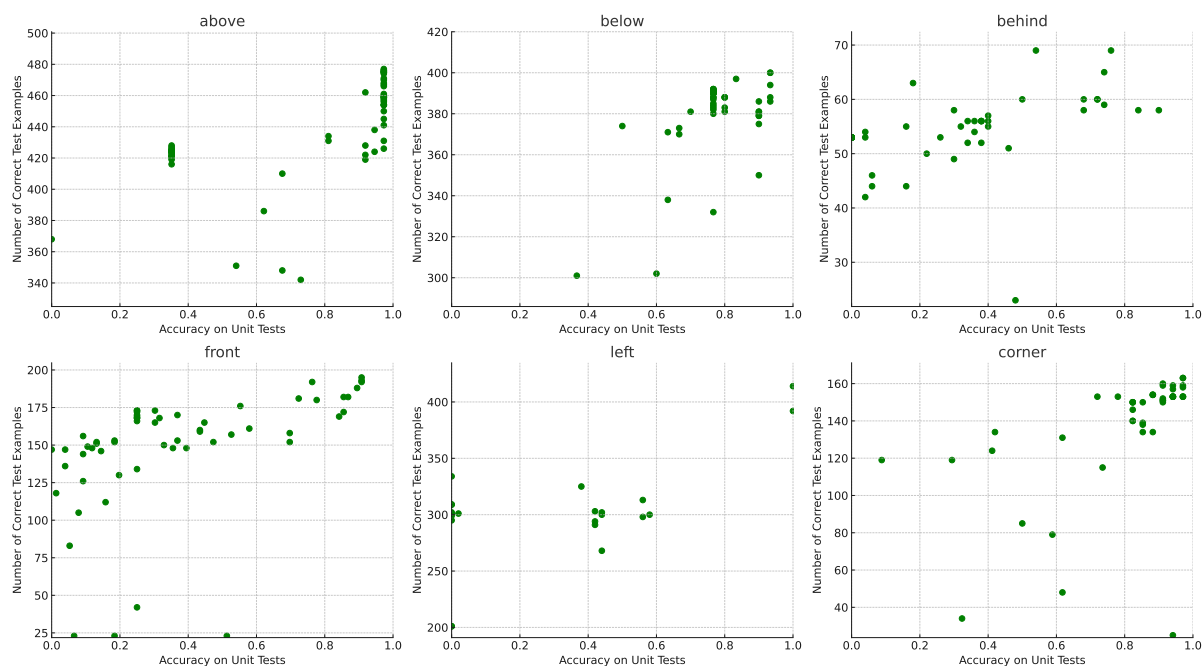 above
Number of Correct Test Examples
500
480
460
440
420
400
380
360
340
0.0 0.2 0.4 0.6 0.8 1.0
Accuracy on Unit Tests
below
Number of Correct Test Examples
420
400
380
360
340
320
300
0.0 0.2 0.4 0.6 0.8 1.0
Accuracy on Unit Tests
behind
Number of Correct Test Examples
70
60
50
40
30
0.0 0.2 0.4 0.6 0.8 1.0
Accuracy on Unit Tests
front
Number of Correct Test Examples
200
175
150
125
100
75
50
25
0.0 0.2 0.4 0.6 0.8 1.0
Accuracy on Unit Tests
left
Number of Correct Test Examples
400
350
300
250
200
0.0 0.2 0.4 0.6 0.8 1.0
Accuracy on Unit Tests
corner
Number of Correct Test Examples
160
140
120
100
80
60
40
0.0 0.2 0.4 0.6 0.8 1.0
Accuracy on Unit Tests